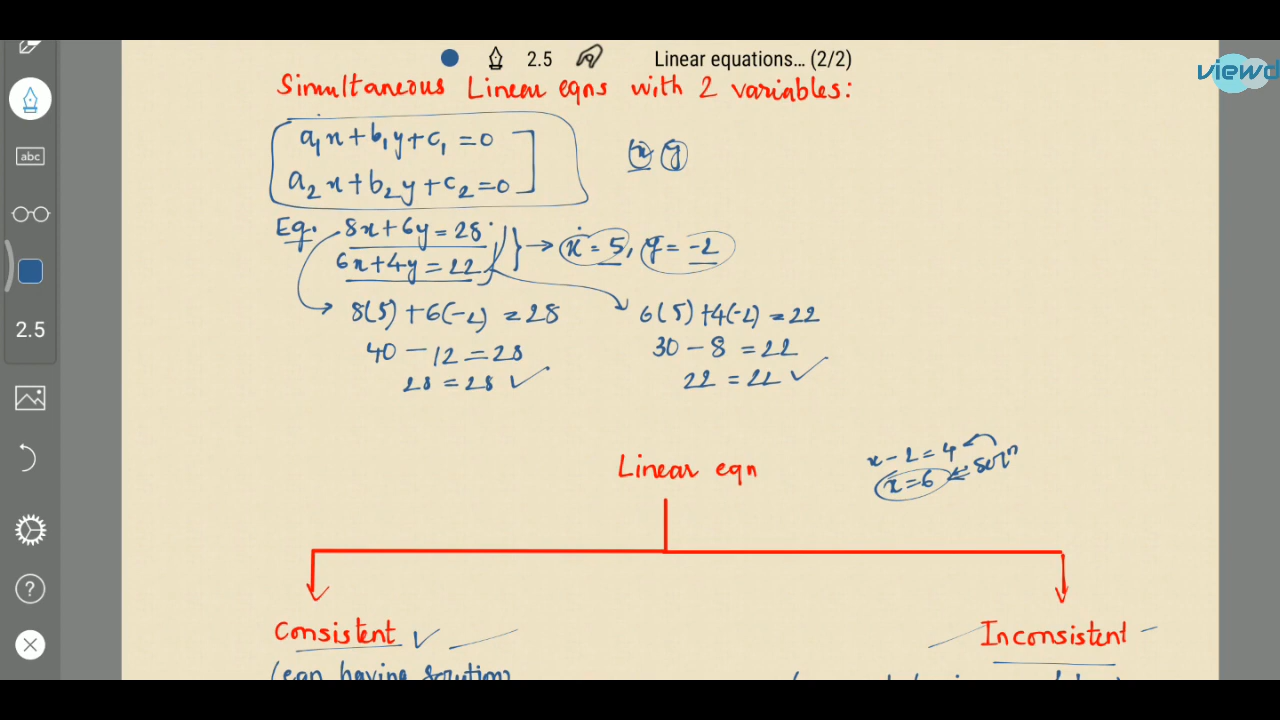 2.5 Linear equations... (2/2)
viewd
abc
2.5
?
Simultaneous Linear eqns with 2 variables:
a₁x+b₁y+c₁=0
a₂x+b₂y+c₂=0
x y
Eg. 8x+6y=28
6x+4y=22
x=5, y=-2
8(5)+6(-2)=28
40-12=28
28=28 ✓
6(5)+4(-2)=22
30-8=22
22=22 ✓
x-2=4
x=6 ← solⁿ
Linear eqn
Consistent ✓
Inconsistent
(eqn having solution)